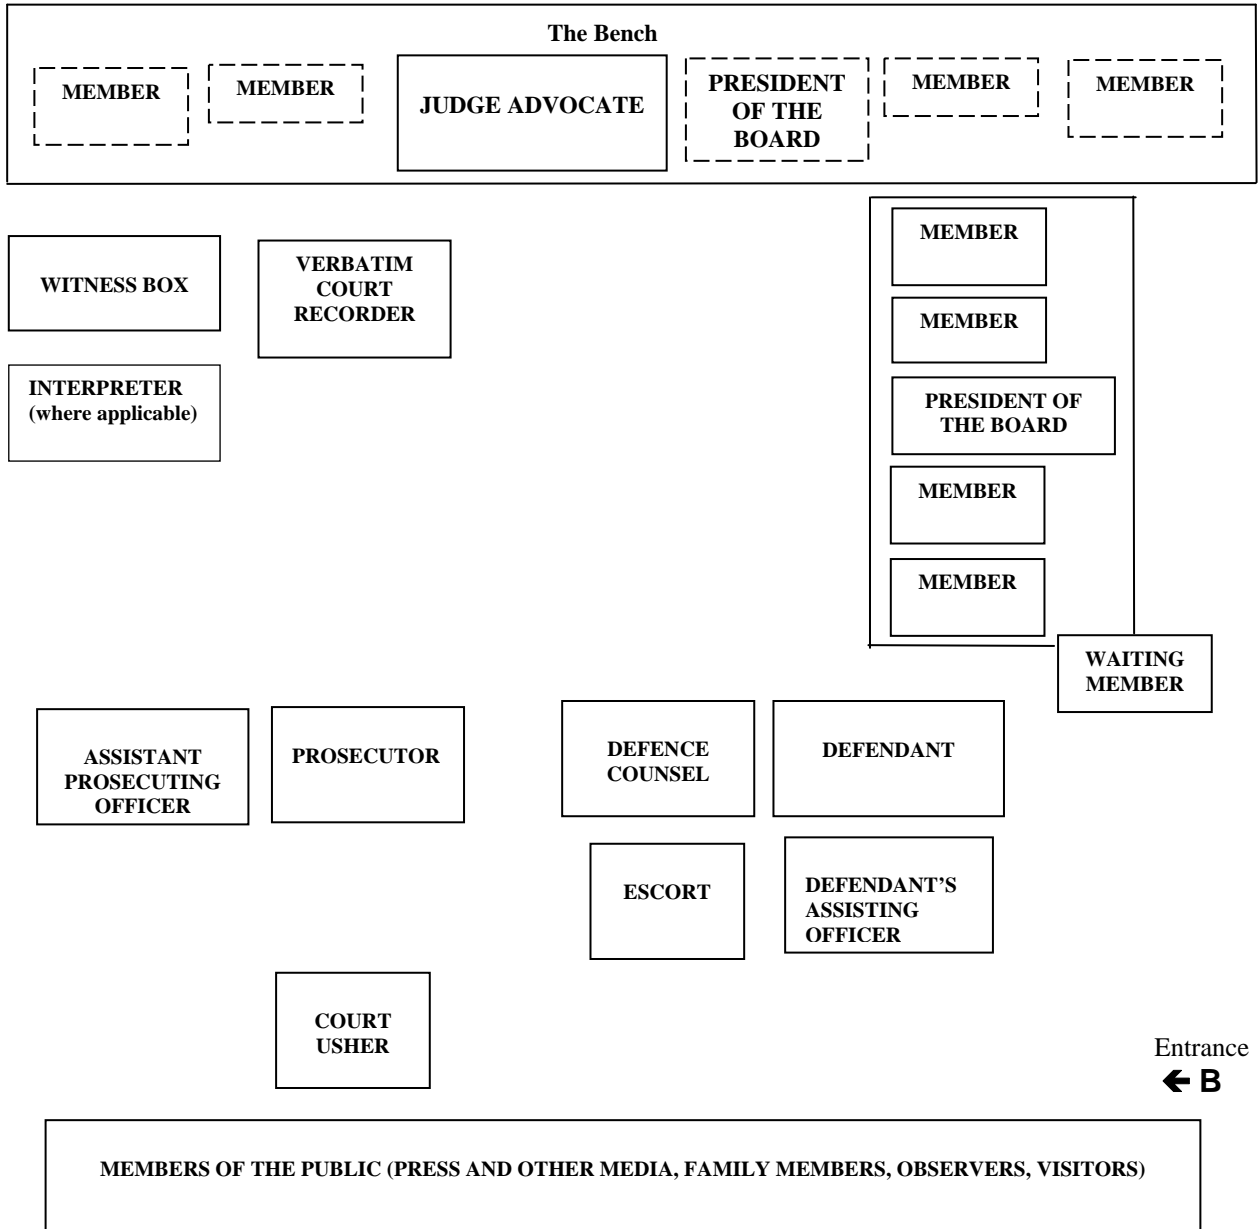 The Bench
MEMBER
MEMBER
JUDGE ADVOCATE
PRESIDENT
OF THE
BOARD
MEMBER
MEMBER
WITNESS BOX
VERBATIM
COURT
RECORDER
INTERPRETER
(where applicable)
MEMBER
MEMBER
PRESIDENT OF
THE BOARD
MEMBER
MEMBER
WAITING
MEMBER
ASSISTANT
PROSECUTING
OFFICER
PROSECUTOR
DEFENCE
COUNSEL
DEFENDANT
ESCORT
DEFENDANT’S
ASSISTING
OFFICER
COURT
USHER
Entrance
← B
MEMBERS OF THE PUBLIC (PRESS AND OTHER MEDIA, FAMILY MEMBERS, OBSERVERS, VISITORS)